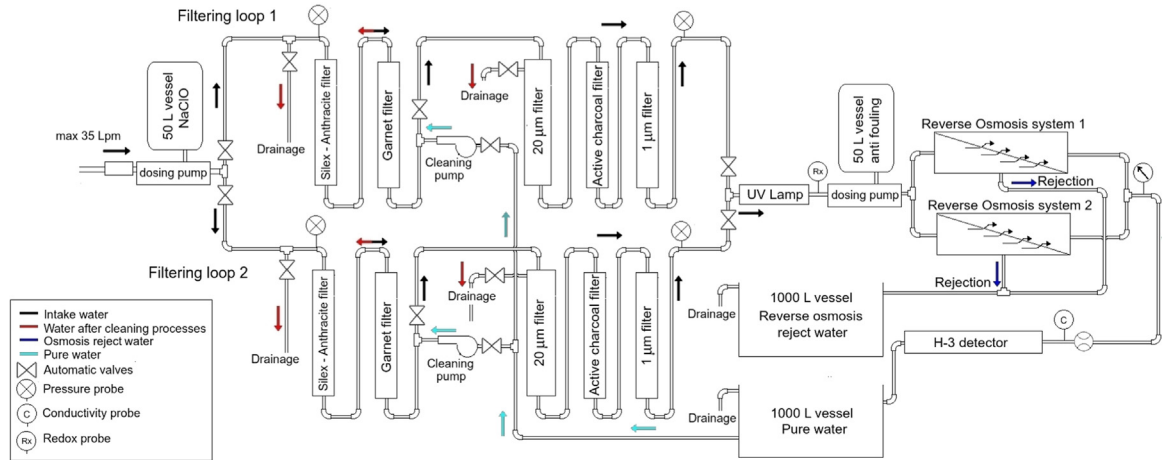 Filtering loop 1
50 L vessel
NaClO
max 35 Lpm
dosing pump
Drainage
Silex - Anthracite filter
Garnet filter
Drainage
Cleaning
pump
20 µm filter
Active charcoal filter
1 µm filter
UV Lamp
Rx
50 L vessel
anti fouling
dosing pump
Reverse Osmosis system 1
Rejection
Reverse Osmosis system 2
Rejection
Filtering loop 2
Drainage
Silex - Anthracite filter
Garnet filter
Drainage
Cleaning
pump
20 µm filter
Active charcoal filter
1 µm filter
Drainage
1000 L vessel
Reverse osmosis
reject water
C
H-3 detector
Drainage
1000 L vessel
Pure water
Intake water
Water after cleaning processes
Osmosis reject water
Pure water
Automatic valves
Pressure probe
C
Conductivity probe
Rx
Redox probe